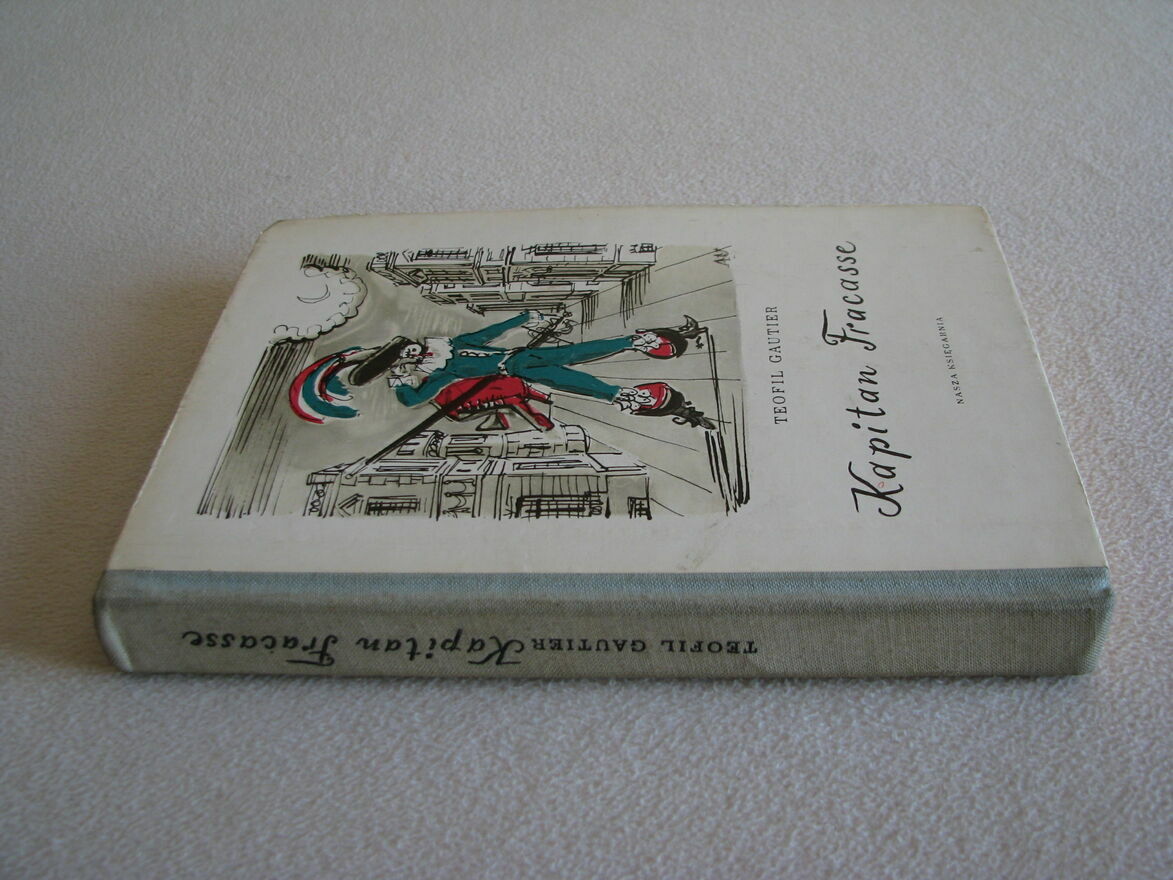 TEOFIL GAUTIER
Kapitan Fracasse
NASZA KSIĘGARNIA
TEOFIL GAUTIER Kapitan Fracasse